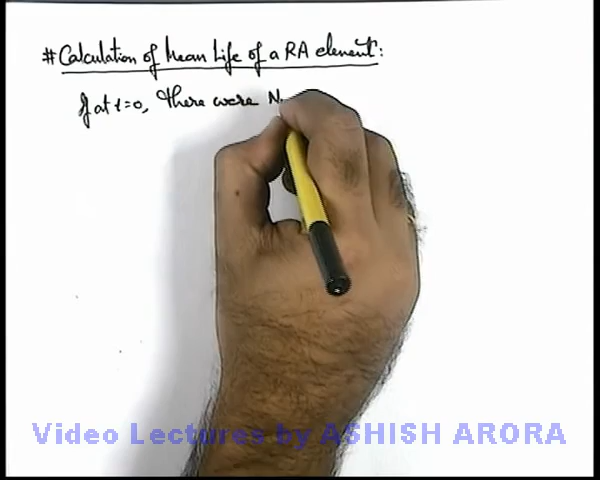 # Calculation of Mean Life of a RA element:
If at t=0, there were N
Video Lectures by ASHISH ARORA